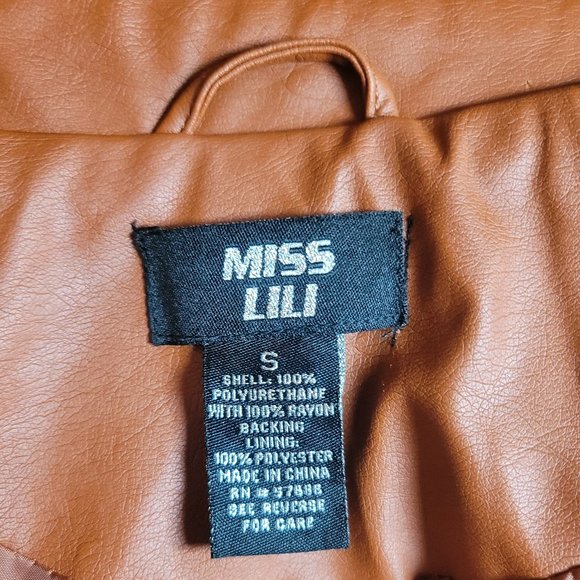 MISS
LILI
S
SHELL: 100%
POLYURETHANE
WITH 100% RAYON
BACKING
LINING:
100% POLYESTER
MADE IN CHINA
RN #
SEE REVERSE
FOR CARE